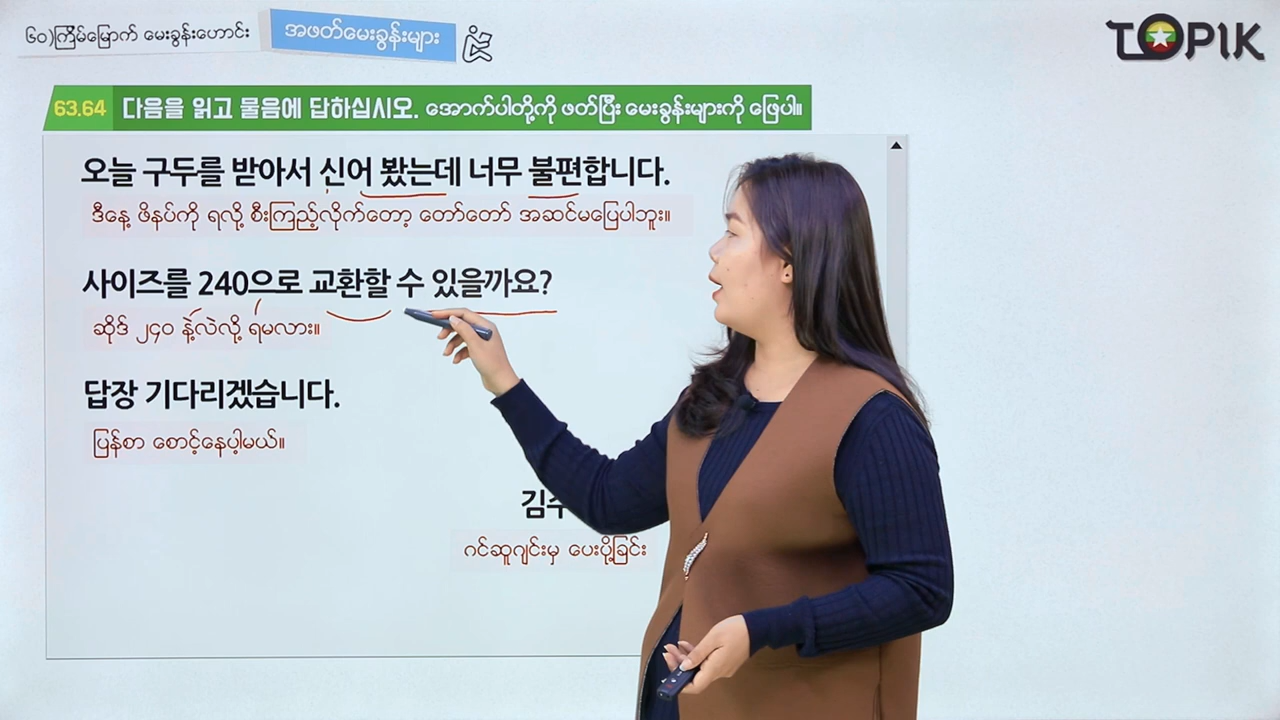 ၆၀)ကြိမ်မြောက် မေးခွန်းဟောင်း
အဖတ်မေးခွန်းများ
TOPIK
63.64 다음을 읽고 물음에 답하십시오. အောက်ပါတို့ကို ဖတ်ပြီး မေးခွန်းများကို ဖြေပါ။
오늘 구두를 받아서 신어 봤는데 너무 불편합니다.
ဒီနေ့ ဖိနပ်ကို ရလို့ စီးကြည့်လိုက်တော့ တော်တော် အဆင်မပြေပါဘူး။
사이즈를 240으로 교환할 수 있을까요?
ဆိုဒ် ၂၄၀ နဲ့လဲလို့ ရမလား။
답장 기다리겠습니다.
ပြန်စာ စောင့်နေပါ့မယ်။
김수
ဂင်ဆူဂျင်းမှ ပေးပို့ခြင်း